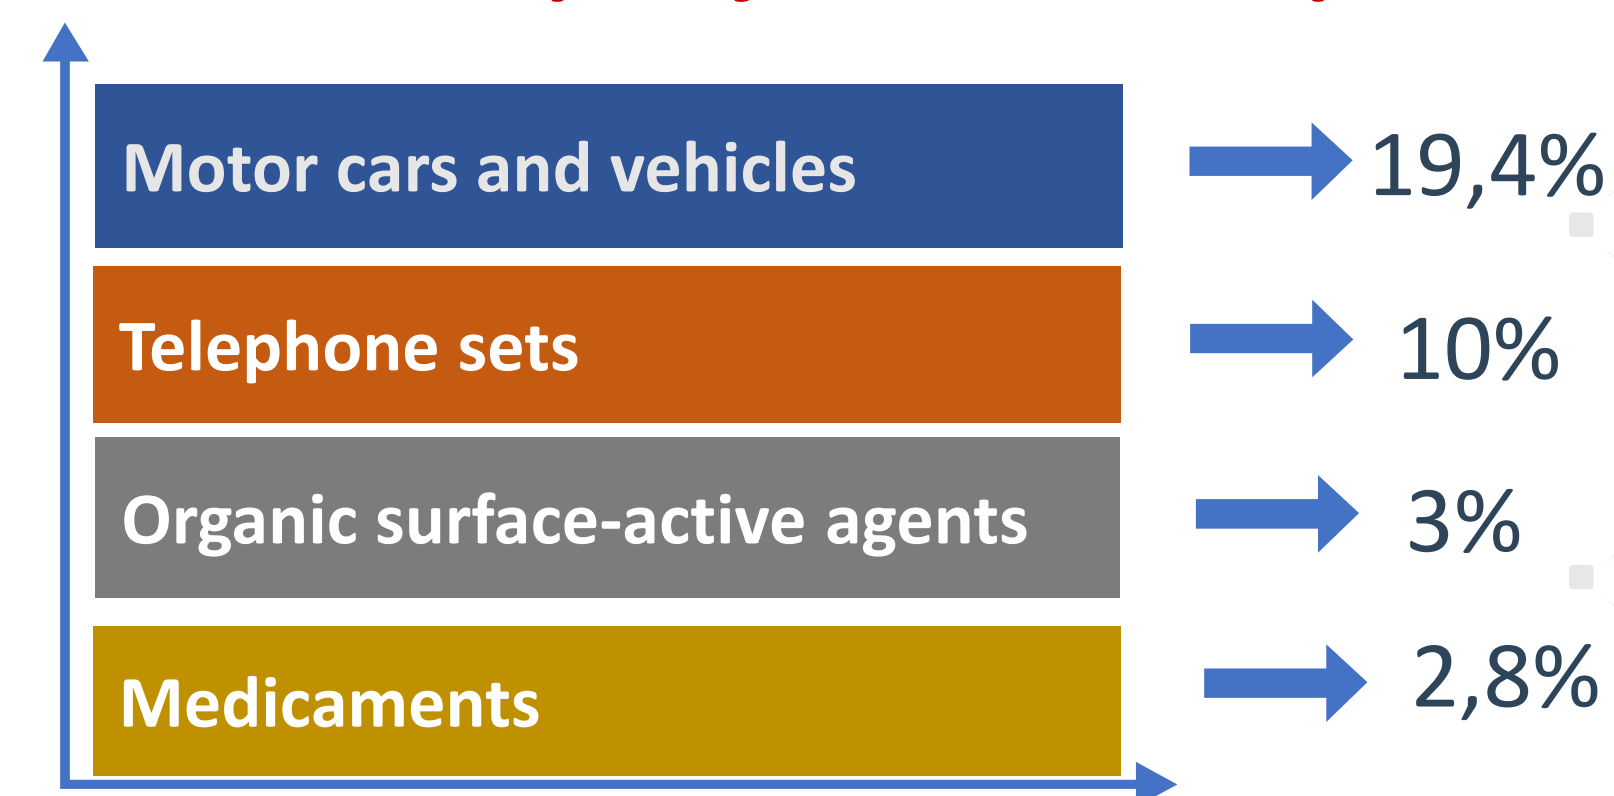 Motor cars and vehicles 19,4%
Telephone sets 10%
Organic surface-active agents 3%
Medicaments 2,8%